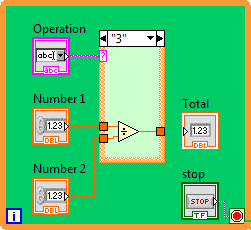 Operation
"3"
abc
abc
Number 1
1.23
DBL
Total
1.23
DBL
Number 2
1.23
DBL
stop
STOP
TF
i